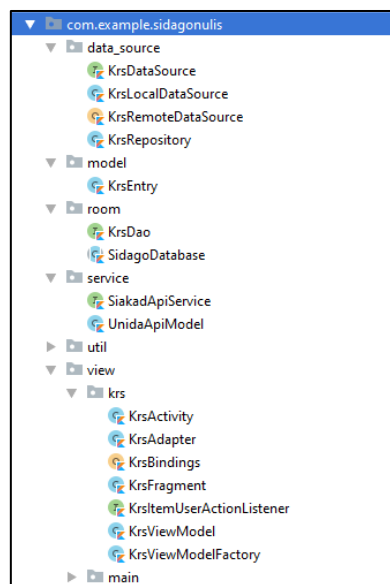 com.example.sidagonulis
data_source
KrsDataSource
KrsLocalDataSource
KrsRemoteDataSource
KrsRepository
model
KrsEntry
room
KrsDao
SidagoDatabase
service
SiakadApiService
UnidaApiModel
util
view
krs
KrsActivity
KrsAdapter
KrsBindings
KrsFragment
KrsItemUserActionListener
KrsViewModel
KrsViewModelFactory
main